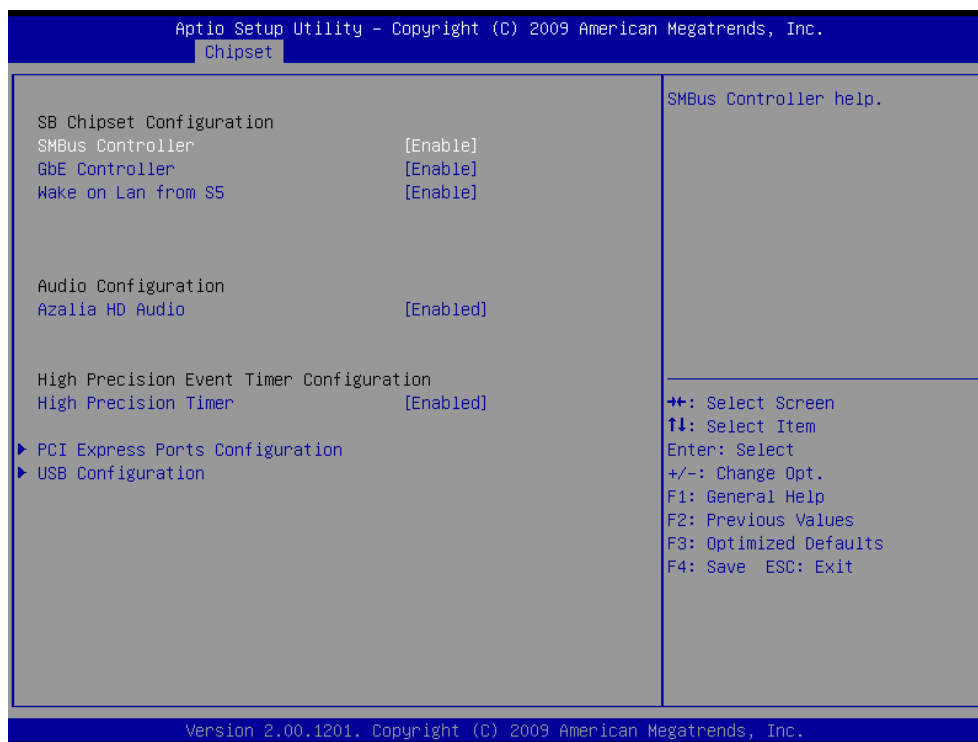 Aptio Setup Utility – Copyright (C) 2009 American Megatrends, Inc.
Chipset
SB Chipset Configuration
SMBus Controller [Enable]
GbE Controller [Enable]
Wake on Lan from S5 [Enable]
Audio Configuration
Azalia HD Audio [Enabled]
High Precision Event Timer Configuration
High Precision Timer [Enabled]
PCI Express Ports Configuration
USB Configuration
SMBus Controller help.
→←: Select Screen
↑↓: Select Item
Enter: Select
+/-: Change Opt.
F1: General Help
F2: Previous Values
F3: Optimized Defaults
F4: Save ESC: Exit
Version 2.00.1201. Copyright (C) 2009 American Megatrends, Inc.